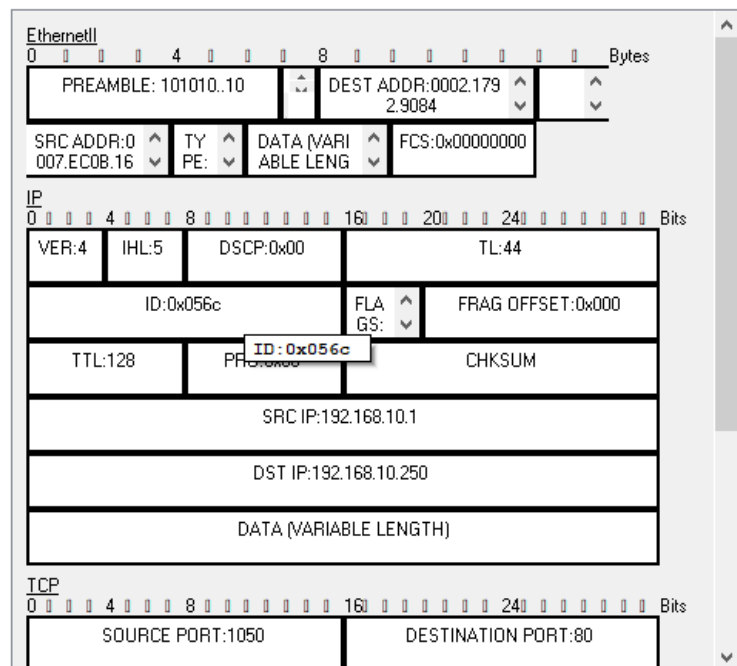 EthernetII
0 4 8 Bytes
PREAMBLE: 101010..10
DEST ADDR:0002.179
2.9084
SRC ADDR:0
007.EC0B.16
TY
PE:
DATA (VARI
ABLE LENG
FCS:0x00000000
IP
0 4 8 16 20 24 Bits
VER:4 IHL:5 DSCP:0x00 TL:44
ID:0x056c
FLA
GS:
FRAG OFFSET:0x000
ID:0x056c
TTL:128 CHKSUM
SRC IP:192.168.10.1
DST IP:192.168.10.250
DATA (VARIABLE LENGTH)
TCP
0 4 8 16 24 Bits
SOURCE PORT:1050 DESTINATION PORT:80